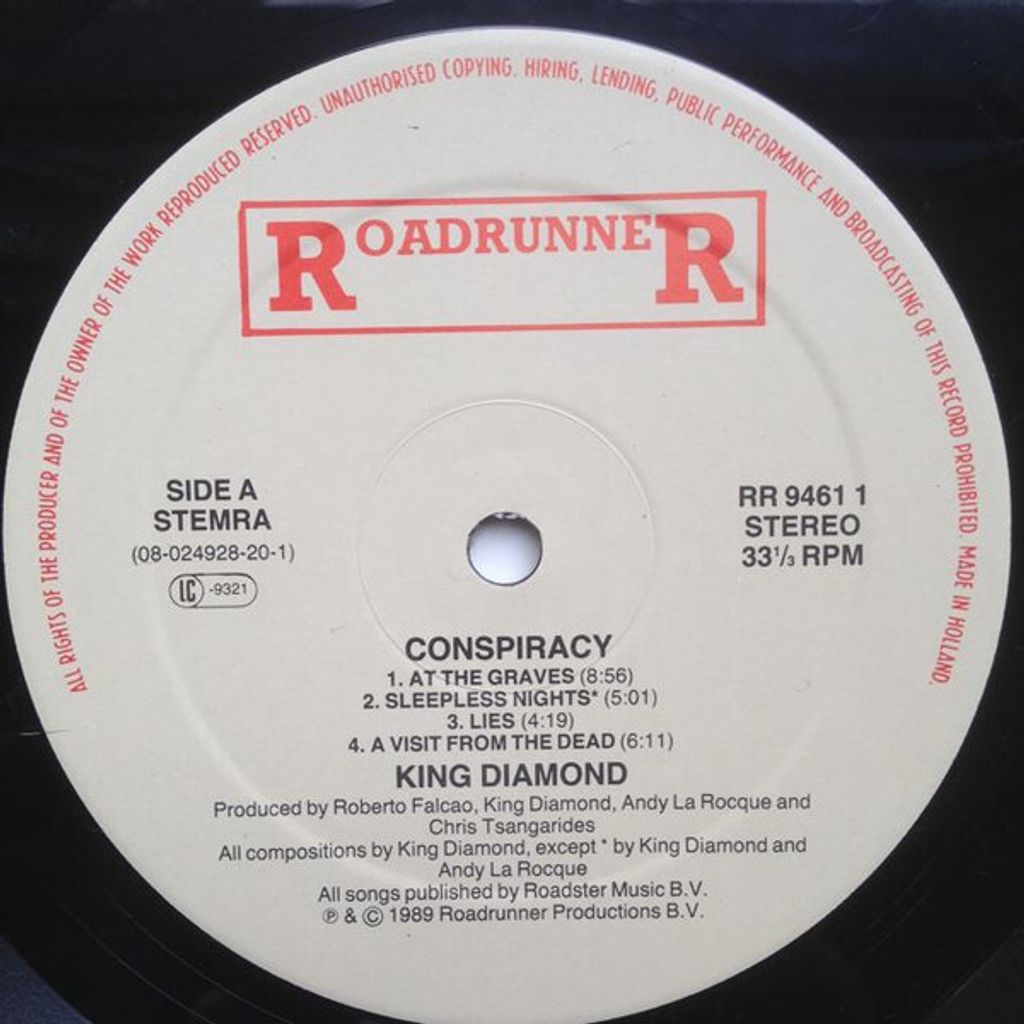 ALL RIGHTS OF THE PRODUCER AND OF THE OWNER OF THE WORK REPRODUCED RESERVED. UNAUTHORISED COPYING. HIRING, LENDING, PUBLIC PERFORMANCE AND BROADCASTING OF THIS RECORD PROHIBITED. MADE IN HOLLAND.
ROADRUNNER
SIDE A
STEMRA
(08-024928-20-1)
LC -9321
RR 9461 1
STEREO
33 1/3 RPM
CONSPIRACY
1. AT THE GRAVES (8:56)
2. SLEEPLESS NIGHTS* (5:01)
3. LIES (4:19)
4. A VISIT FROM THE DEAD (6:11)
KING DIAMOND
Produced by Roberto Falcao, King Diamond, Andy La Rocque and
Chris Tsangarides
All compositions by King Diamond, except * by King Diamond and
Andy La Rocque
All songs published by Roadster Music B.V.
℗ & © 1989 Roadrunner Productions B.V.